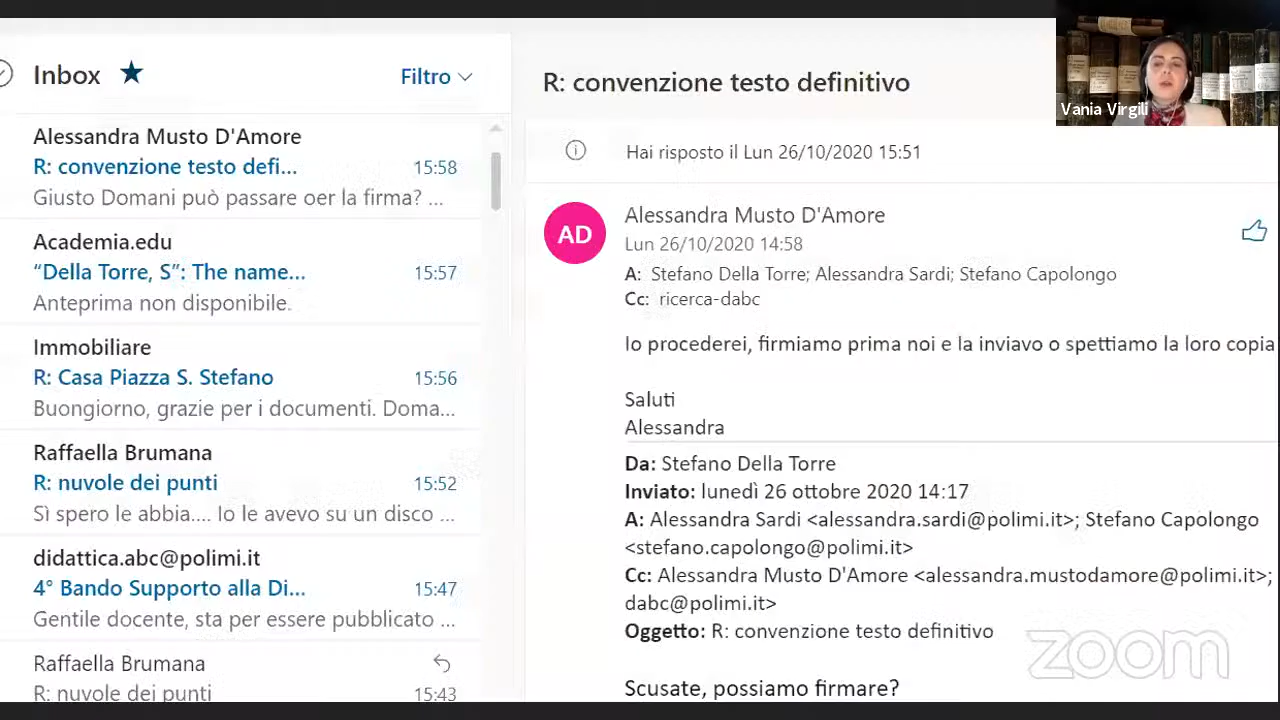 Inbox ★
Filtro
Alessandra Musto D'Amore
R: convenzione testo defi...
15:58
Giusto Domani può passare oer la firma? ...
Academia.edu
“Della Torre, S”: The name...
15:57
Anteprima non disponibile.
Immobiliare
R: Casa Piazza S. Stefano
15:56
Buongiorno, grazie per i documenti. Doma...
Raffaella Brumana
R: nuvole dei punti
15:52
Sì spero le abbia.... Io le avevo su un disco ...
didattica.abc@polimi.it
4° Bando Supporto alla Di...
15:47
Gentile docente, sta per essere pubblicato ...
Raffaella Brumana
R: nuvole dei punti
15:43
R: convenzione testo definitivo
Vania Virgili
Hai risposto il Lun 26/10/2020 15:51
AD
Alessandra Musto D'Amore
Lun 26/10/2020 14:58
A: Stefano Della Torre; Alessandra Sardi; Stefano Capolongo
Cc: ricerca-dabc
Io procederei, firmiamo prima noi e la inviavo o spettiamo la loro copia
Saluti
Alessandra
Da: Stefano Della Torre
Inviato: lunedì 26 ottobre 2020 14:17
A: Alessandra Sardi <alessandra.sardi@polimi.it>; Stefano Capolongo
<stefano.capolongo@polimi.it>
Cc: Alessandra Musto D'Amore <alessandra.mustodamore@polimi.it>;
dabc@polimi.it>
Oggetto: R: convenzione testo definitivo
Scusate, possiamo firmare?
zoom